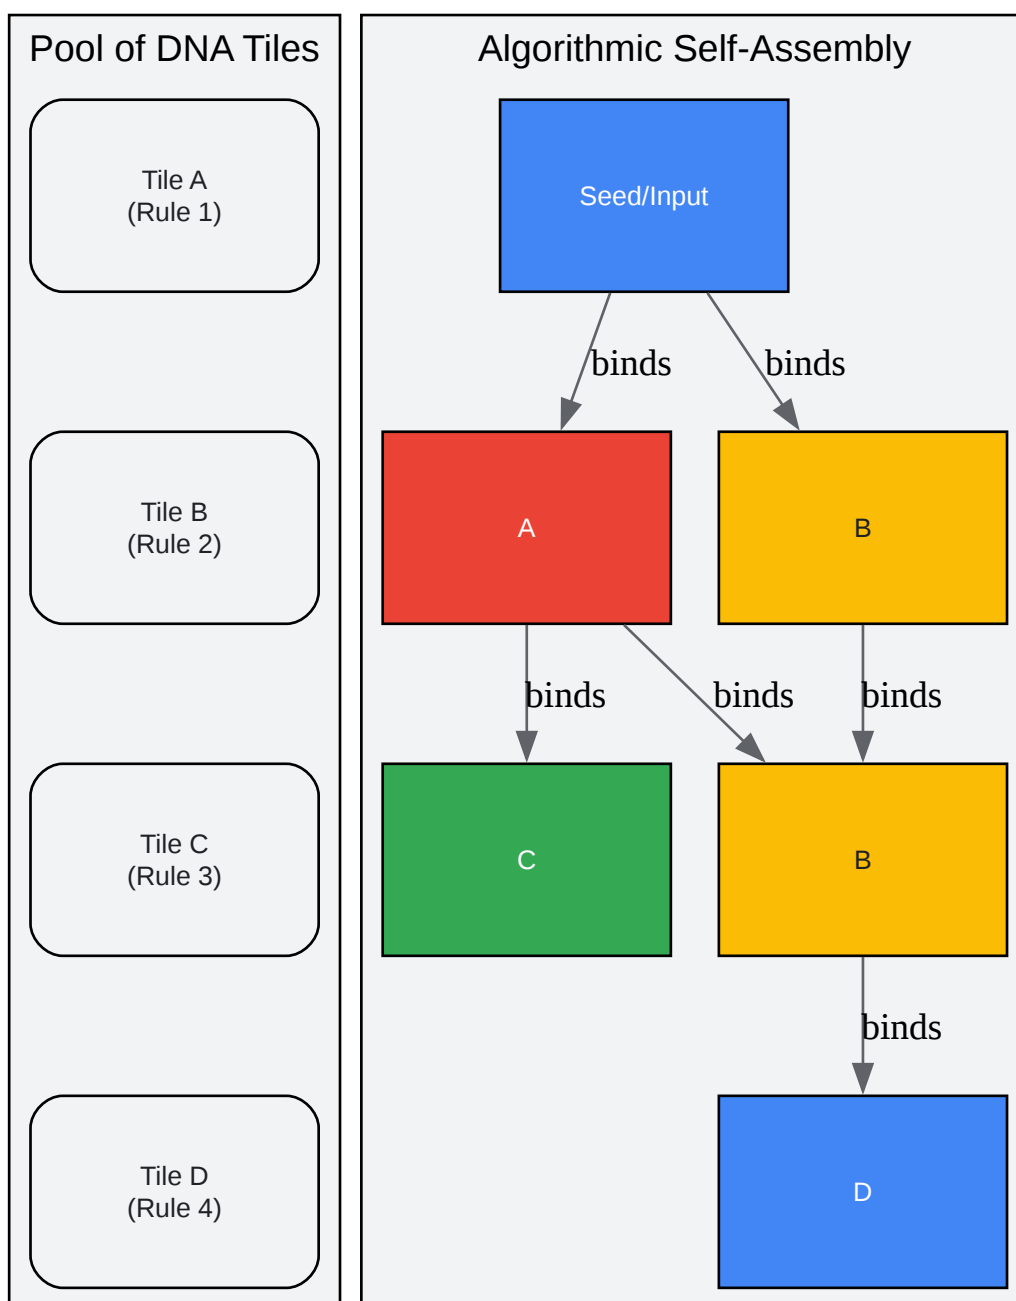 Pool of DNA Tiles
Tile A
(Rule 1)
Tile B
(Rule 2)
Tile C
(Rule 3)
Tile D
(Rule 4)
Algorithmic Self-Assembly
Seed/Input
binds
binds
A
B
binds
binds
binds
C
B
binds
D